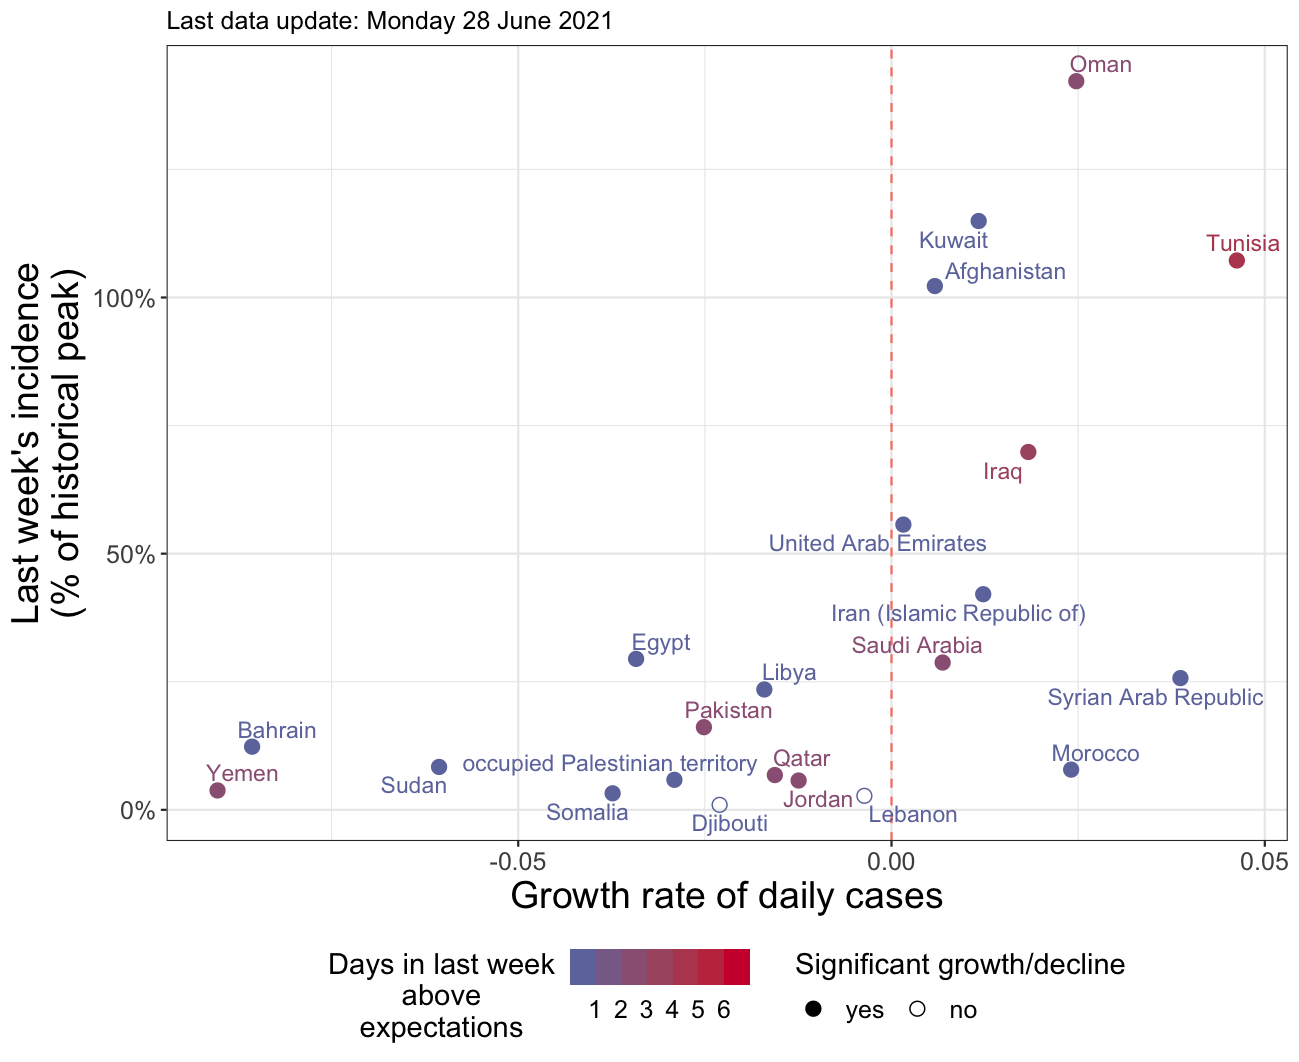 Last data update: Monday 28 June 2021
Last week's incidence
(% of historical peak)
100%
50%
0%
Oman
Kuwait
Tunisia
Afghanistan
Iraq
United Arab Emirates
Iran (Islamic Republic of)
Egypt
Saudi Arabia
Libya
Syrian Arab Republic
Pakistan
Bahrain
Morocco
Qatar
occupied Palestinian territory
Yemen
Sudan
Jordan
Somalia
Lebanon
Djibouti
-0.05 0.00 0.05
Growth rate of daily cases
Days in last week
above
expectations
1 2 3 4 5 6
Significant growth/decline
yes no